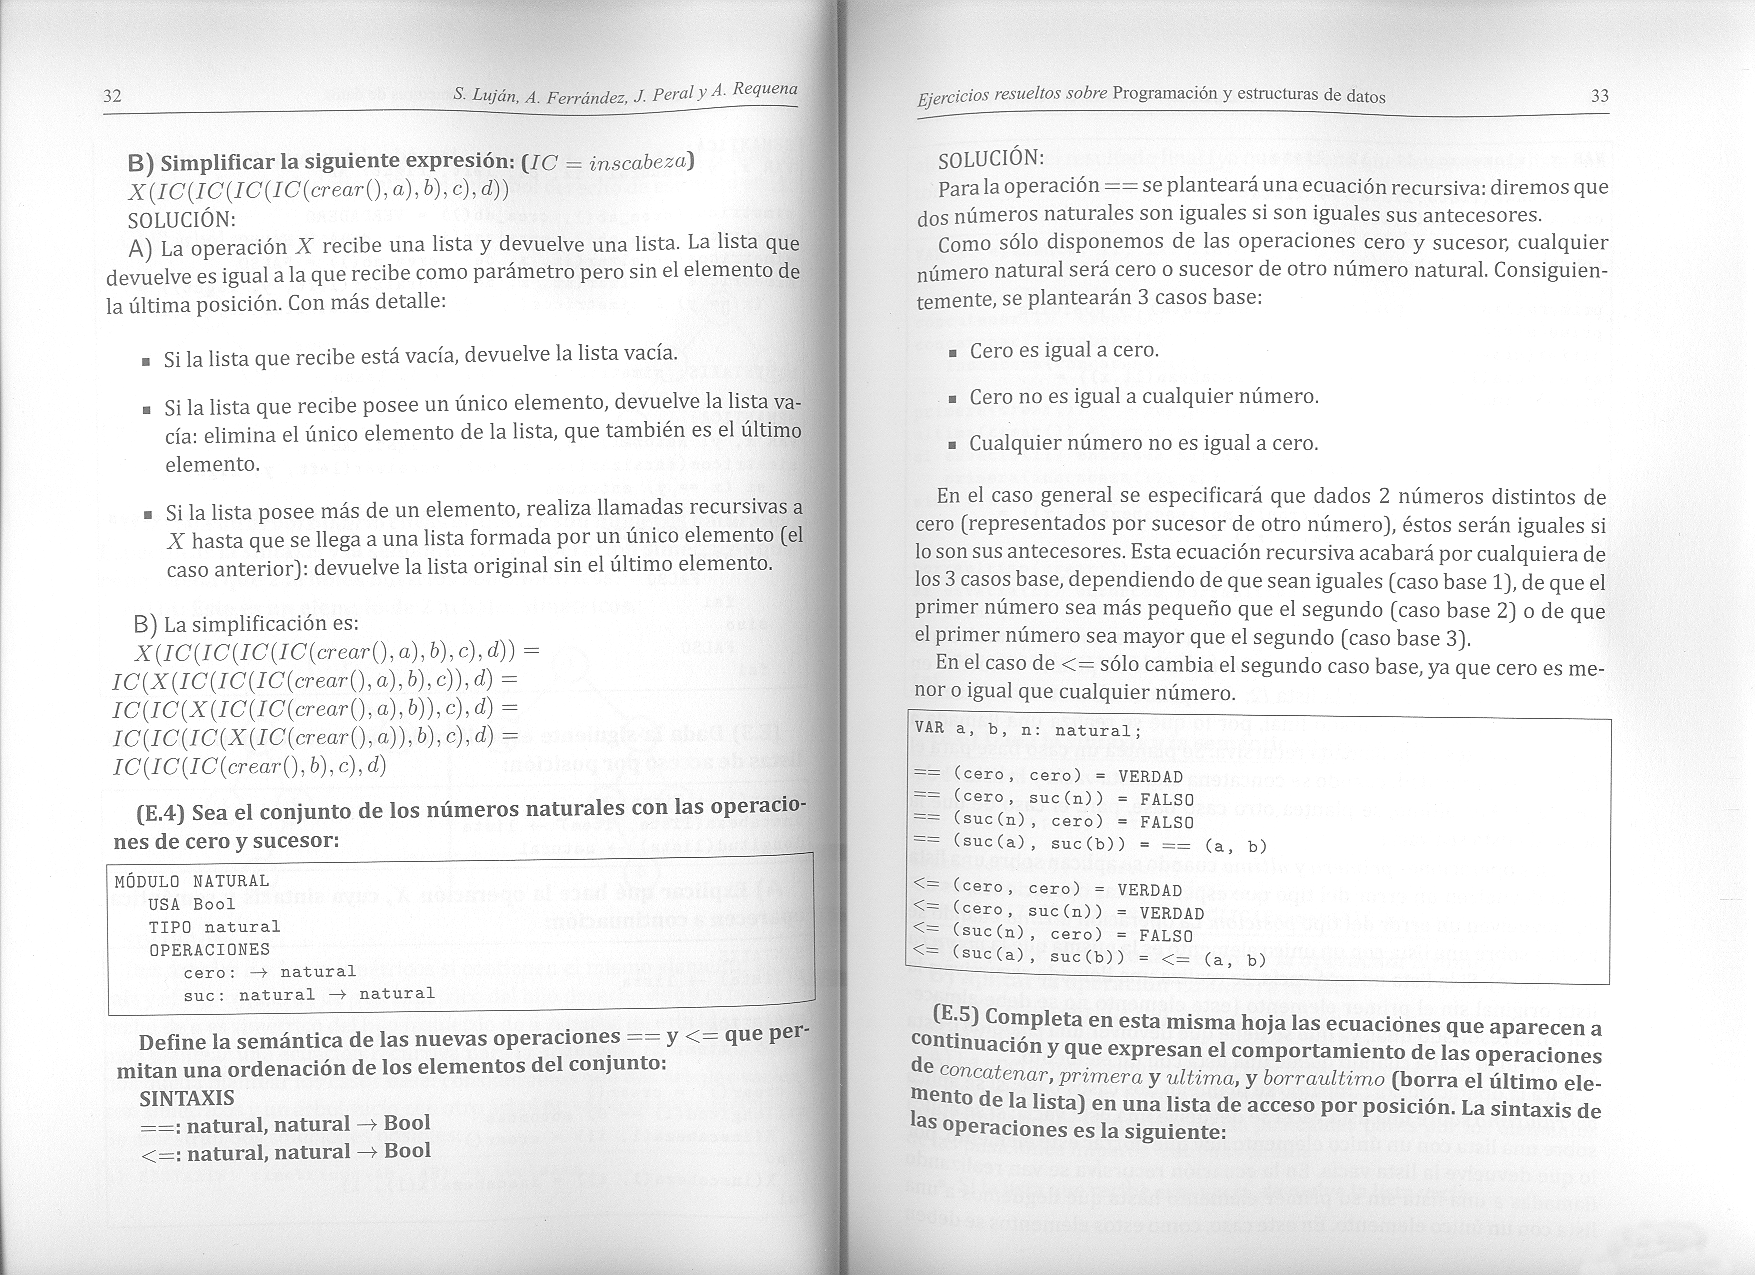 32
S. Luján, A. Ferrández, J. Peral y A. Requena
B) Simplificar la siguiente expresión: (IC = inscabeza)
X(IC(IC(IC(IC(crear(), a), b), c), d))
SOLUCIÓN:
A) La operación X recibe una lista y devuelve una lista. La lista que
devuelve es igual a la que recibe como parámetro pero sin el elemento de
la última posición. Con más detalle:
▪ Si la lista que recibe está vacía, devuelve la lista vacía.
▪ Si la lista que recibe posee un único elemento, devuelve la lista va-
cía: elimina el único elemento de la lista, que también es el último
elemento.
▪ Si la lista posee más de un elemento, realiza llamadas recursivas a
X hasta que se llega a una lista formada por un único elemento (el
caso anterior): devuelve la lista original sin el último elemento.
B) La simplificación es:
X(IC(IC(IC(IC(crear(), a), b), c), d)) =
IC(X(IC(IC(IC(crear(), a), b), c)), d) =
IC(IC(X(IC(IC(crear(), a), b)), c), d) =
IC(IC(IC(X(IC(crear(), a)), b), c), d) =
IC(IC(IC(crear(), b), c), d)
(E.4) Sea el conjunto de los números naturales con las operacio-
nes de cero y sucesor:
MÓDULO NATURAL
USA Bool
TIPO natural
OPERACIONES
cero: → natural
suc: natural → natural
Define la semántica de las nuevas operaciones == y <= que per-
mitan una ordenación de los elementos del conjunto:
SINTAXIS
==: natural, natural → Bool
<=: natural, natural → Bool
Ejercicios resueltos sobre Programación y estructuras de datos
33
SOLUCIÓN:
Para la operación == se planteará una ecuación recursiva: diremos que
dos números naturales son iguales si son iguales sus antecesores.
Como sólo disponemos de las operaciones cero y sucesor, cualquier
número natural será cero o sucesor de otro número natural. Consiguien-
temente, se plantearán 3 casos base:
▪ Cero es igual a cero.
▪ Cero no es igual a cualquier número.
▪ Cualquier número no es igual a cero.
En el caso general se especificará que dados 2 números distintos de
cero (representados por sucesor de otro número), éstos serán iguales si
lo son sus antecesores. Esta ecuación recursiva acabará por cualquiera de
los 3 casos base, dependiendo de que sean iguales (caso base 1), de que el
primer número sea más pequeño que el segundo (caso base 2) o de que
el primer número sea mayor que el segundo (caso base 3).
En el caso de <= sólo cambia el segundo caso base, ya que cero es me-
nor o igual que cualquier número.
VAR a, b, n: natural;
== (cero, cero) = VERDAD
== (cero, suc(n)) = FALSO
== (suc(n), cero) = FALSO
== (suc(a), suc(b)) = == (a, b)
<= (cero, cero) = VERDAD
<= (cero, suc(n)) = VERDAD
<= (suc(n), cero) = FALSO
<= (suc(a), suc(b)) = <= (a, b)
(E.5) Completa en esta misma hoja las ecuaciones que aparecen a
continuación y que expresan el comportamiento de las operaciones
de concatenar, primera y ultima, y borraultimo (borra el último ele-
mento de la lista) en una lista de acceso por posición. La sintaxis de
las operaciones es la siguiente: